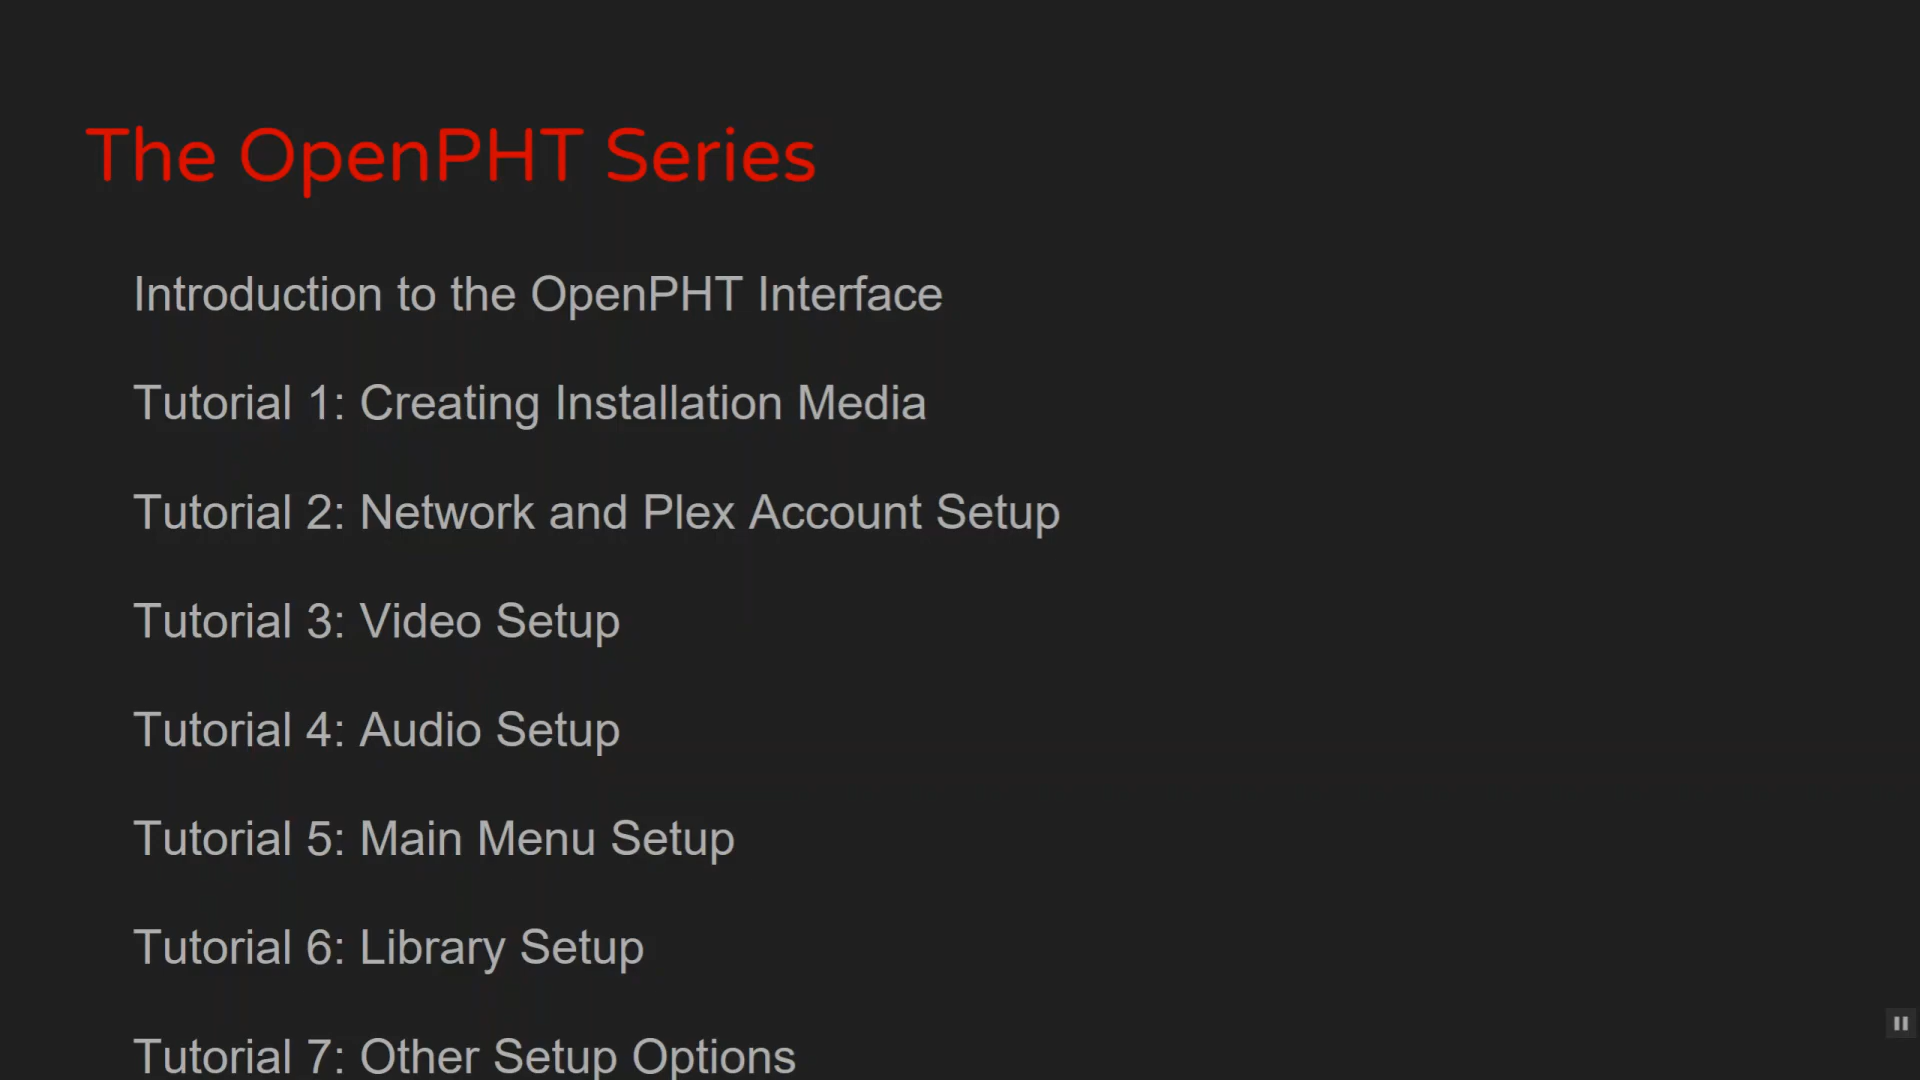 The OpenPHT Series
Introduction to the OpenPHT Interface
Tutorial 1: Creating Installation Media
Tutorial 2: Network and Plex Account Setup
Tutorial 3: Video Setup
Tutorial 4: Audio Setup
Tutorial 5: Main Menu Setup
Tutorial 6: Library Setup
Tutorial 7: Other Setup Options